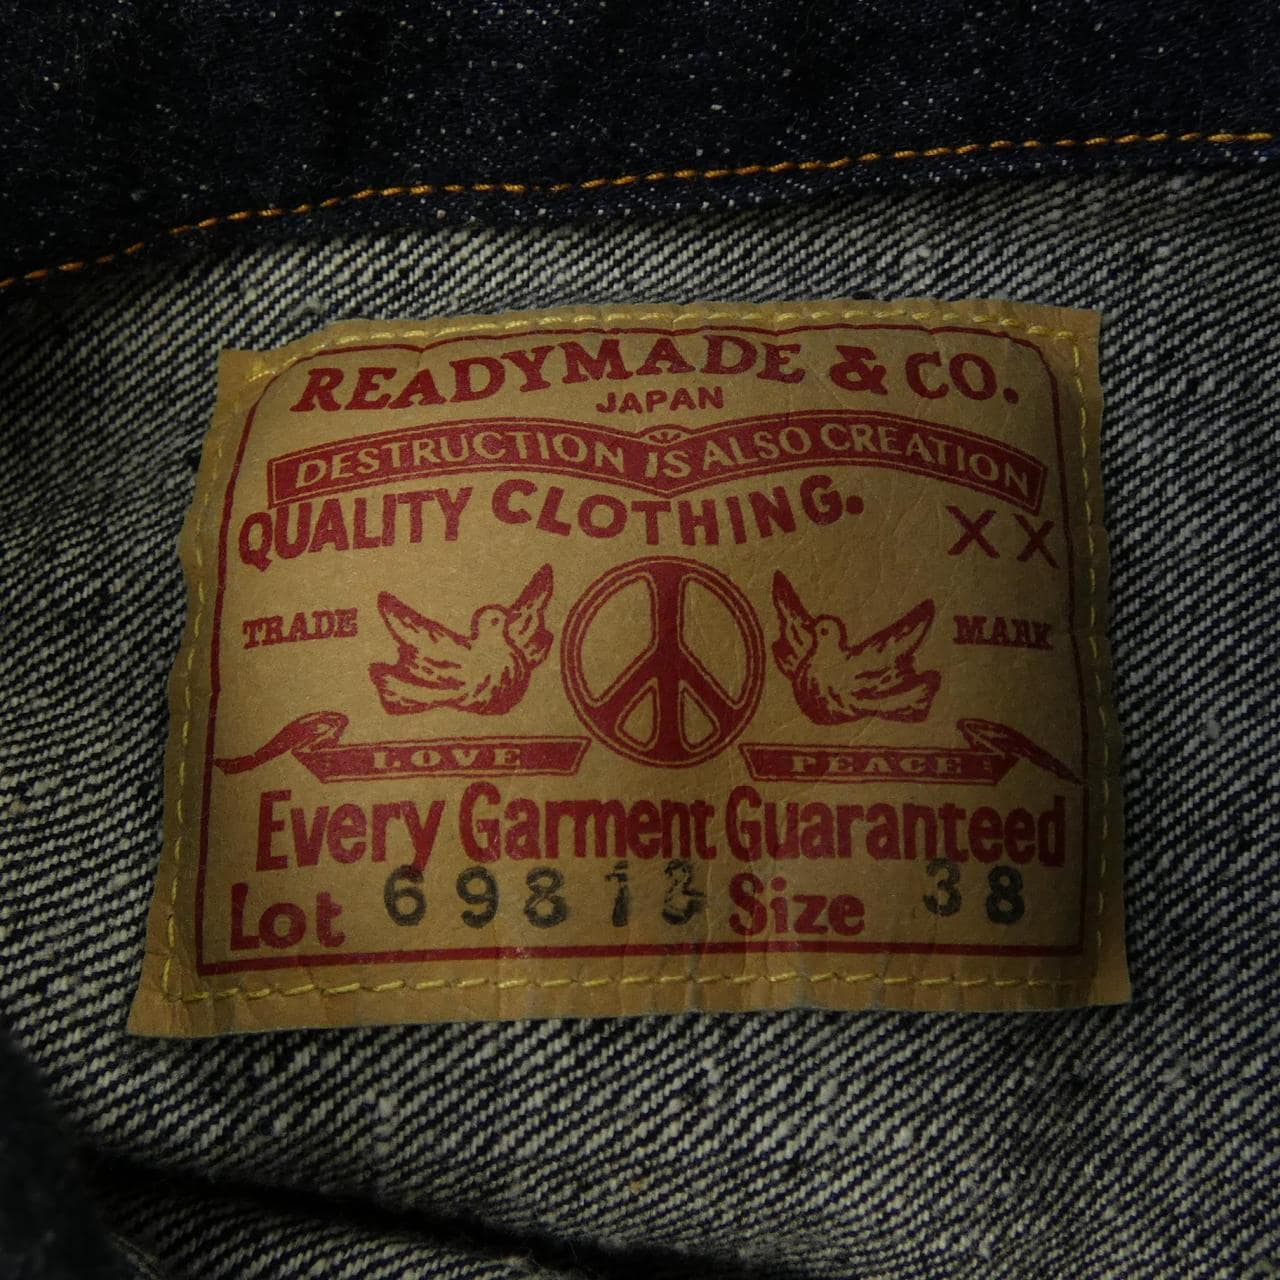 READYMADE & CO.
JAPAN
DESTRUCTION IS ALSO CREATION
QUALITY CLOTHING.
XX
TRADE MARK
LOVE PEACE
Every Garment Guaranteed
Lot Size 38